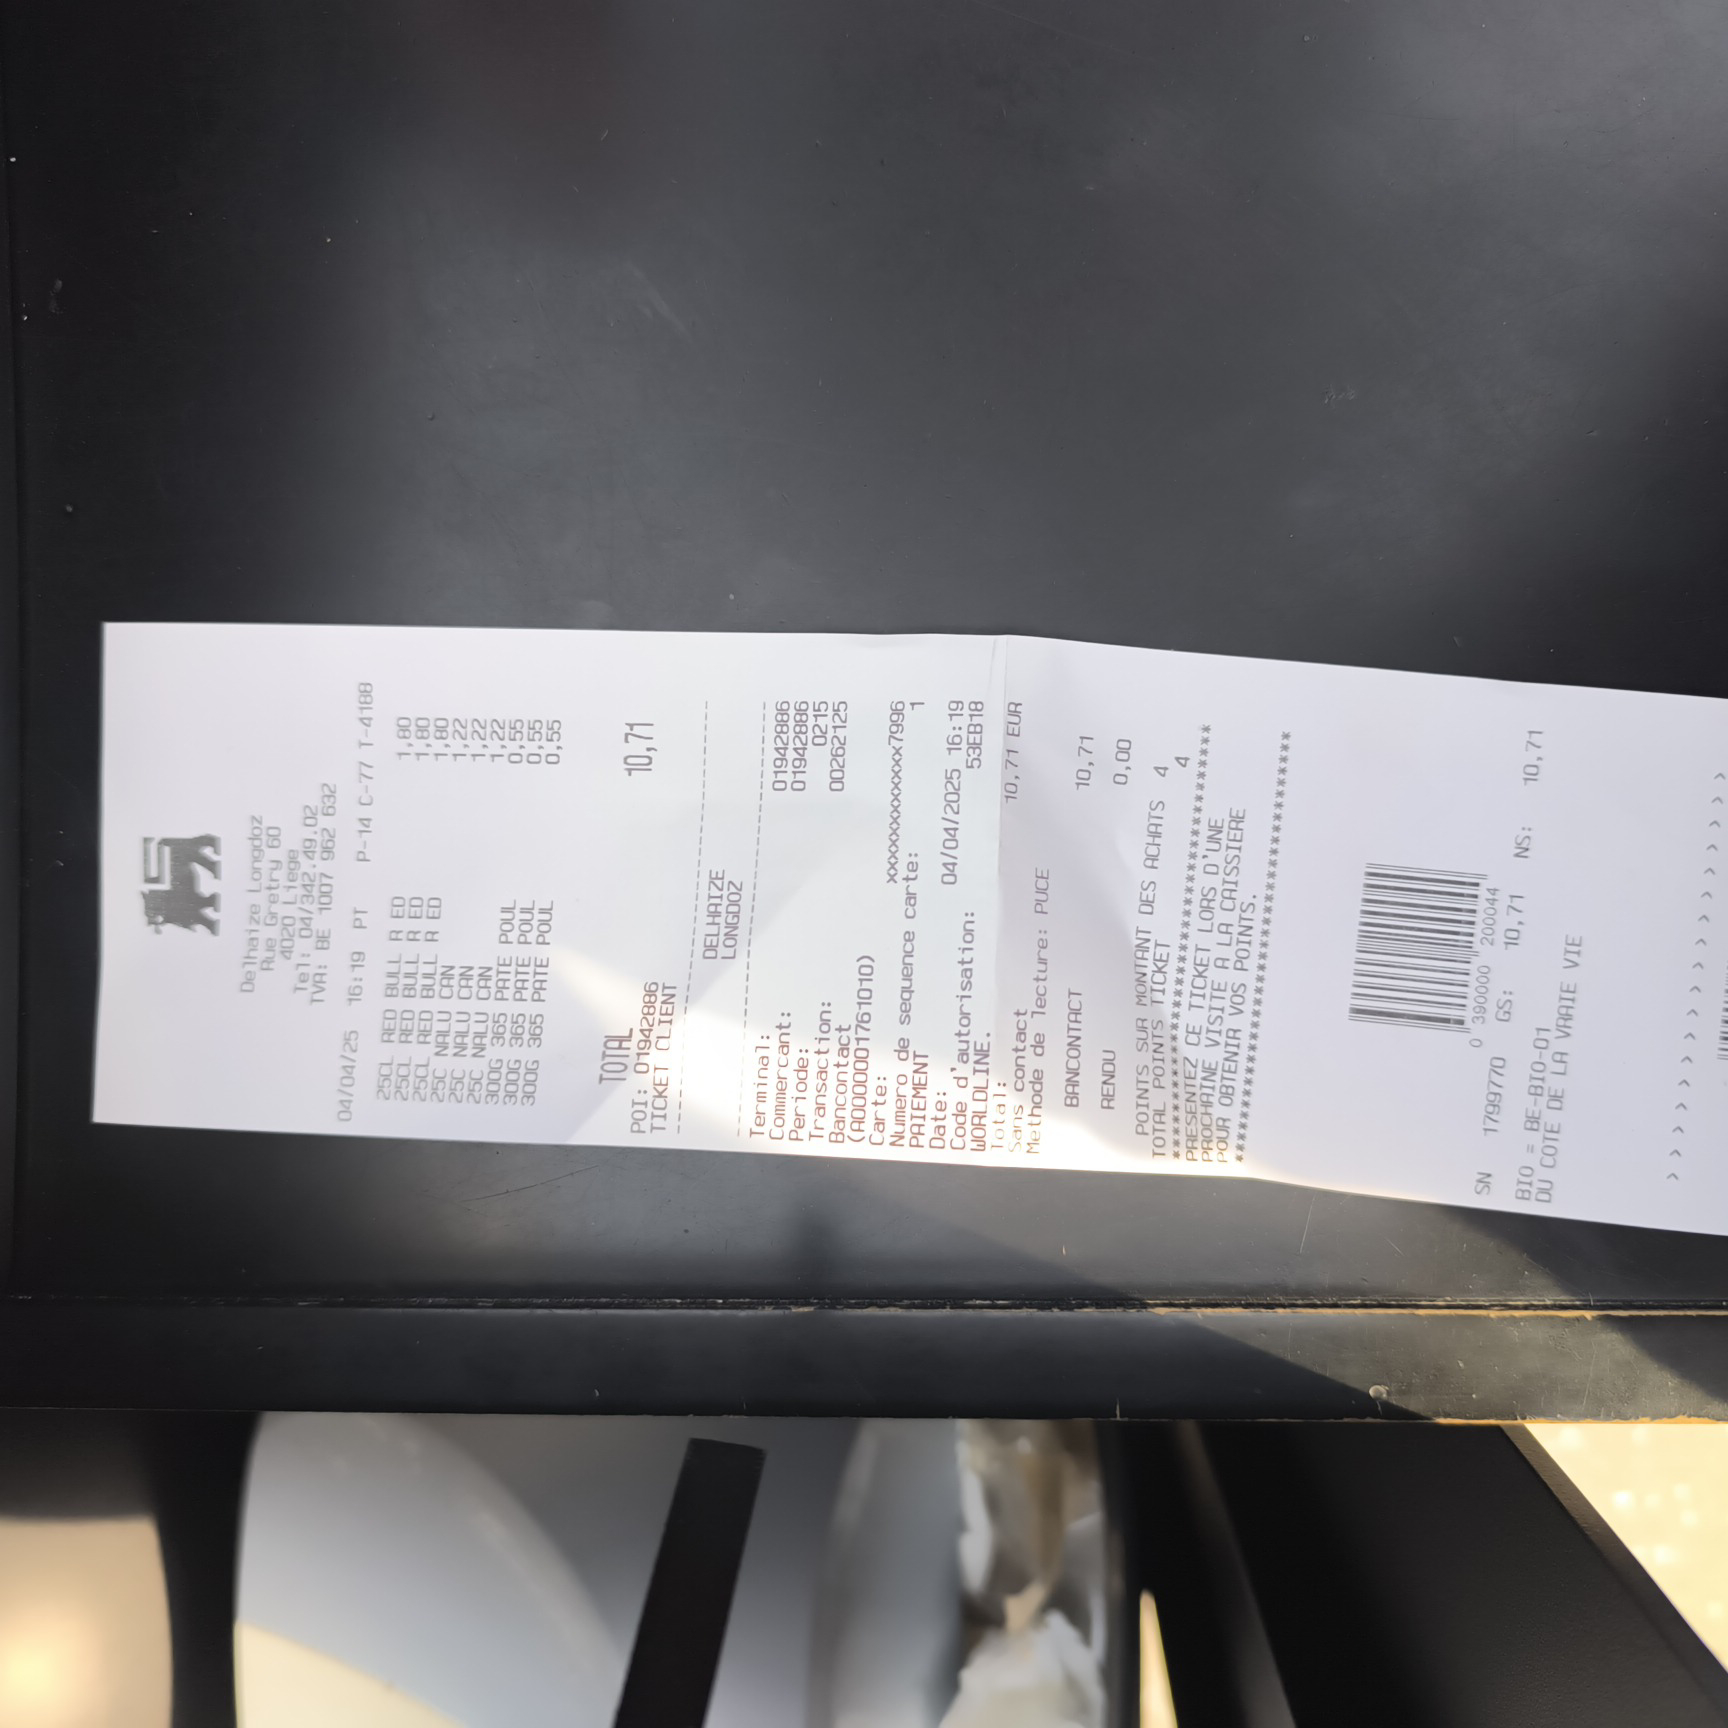 Delhaize Longdoz
Rue Gretry 60
4020 Liege
Tel: 04/342.49.02
TVA: BE 1007 962 632
04/04/25 16:19 PT P-14 C-77 T-4188
25CL RED BULL R ED 1,80
25CL RED BULL R ED 1,80
25CL RED BULL R ED 1,80
25C NALU CAN 1,22
25C NALU CAN 1,22
25C NALU CAN 1,22
300G 365 PATE POUL 0,55
300G 365 PATE POUL 0,55
300G 365 PATE POUL 0,55
TOTAL 10,71
POI: 01942886
TICKET CLIENT
--------------------------------
DELHAIZE
LONGDOZ
--------------------------------
Terminal: 01942886
Commercant: 01942886
Periode: 0215
Transaction: 00262125
Bancontact
(A0000001761010)
Carte: xxxxxxxxxxxxx7996
Numero de sequence carte: 1
PAIEMENT
Date: 04/04/2025 16:19
Code d'autorisation: 53EB18
WORLDLINE.
Total: 10,71 EUR
Sans contact
Methode de lecture: PUCE
BANCONTACT 10,71
RENDU 0,00
POINTS SUR MONTANT DES ACHATS 4
TOTAL POINTS TICKET 4
****************************************
PRESENTEZ CE TICKET LORS D'UNE
PROCHAINE VISITE A LA CAISSIERE
POUR OBTENIR VOS POINTS.
****************************************
0 3900000 2000444
SN 1799770 GS: 10,71 NS: 10,71
BIO = BE-BIO-01
DU COTE DE LA VRAIE VIE